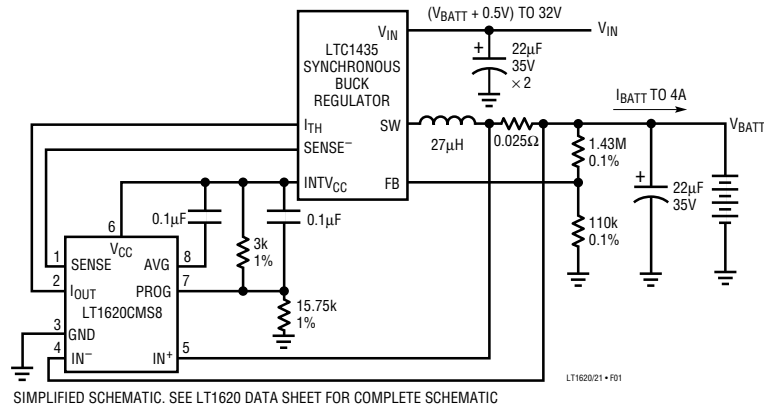 (VBATT + 0.5V) TO 32V
VIN
VIN
LTC1435
SYNCHRONOUS
BUCK
REGULATOR
+
22µF
35V
× 2
IBATT TO 4A
ITH
SW
VBATT
SENSE−
27µH
0.025Ω
1.43M
0.1%
INTVCC
FB
+
22µF
35V
0.1µF
0.1µF
110k
0.1%
6
VCC
3k
1%
1
SENSE
AVG
8
2
IOUT
PROG
7
LT1620CMS8
15.75k
1%
3
GND
4
IN−
IN+
5
LT1620/21 • F01
SIMPLIFIED SCHEMATIC. SEE LT1620 DATA SHEET FOR COMPLETE SCHEMATIC